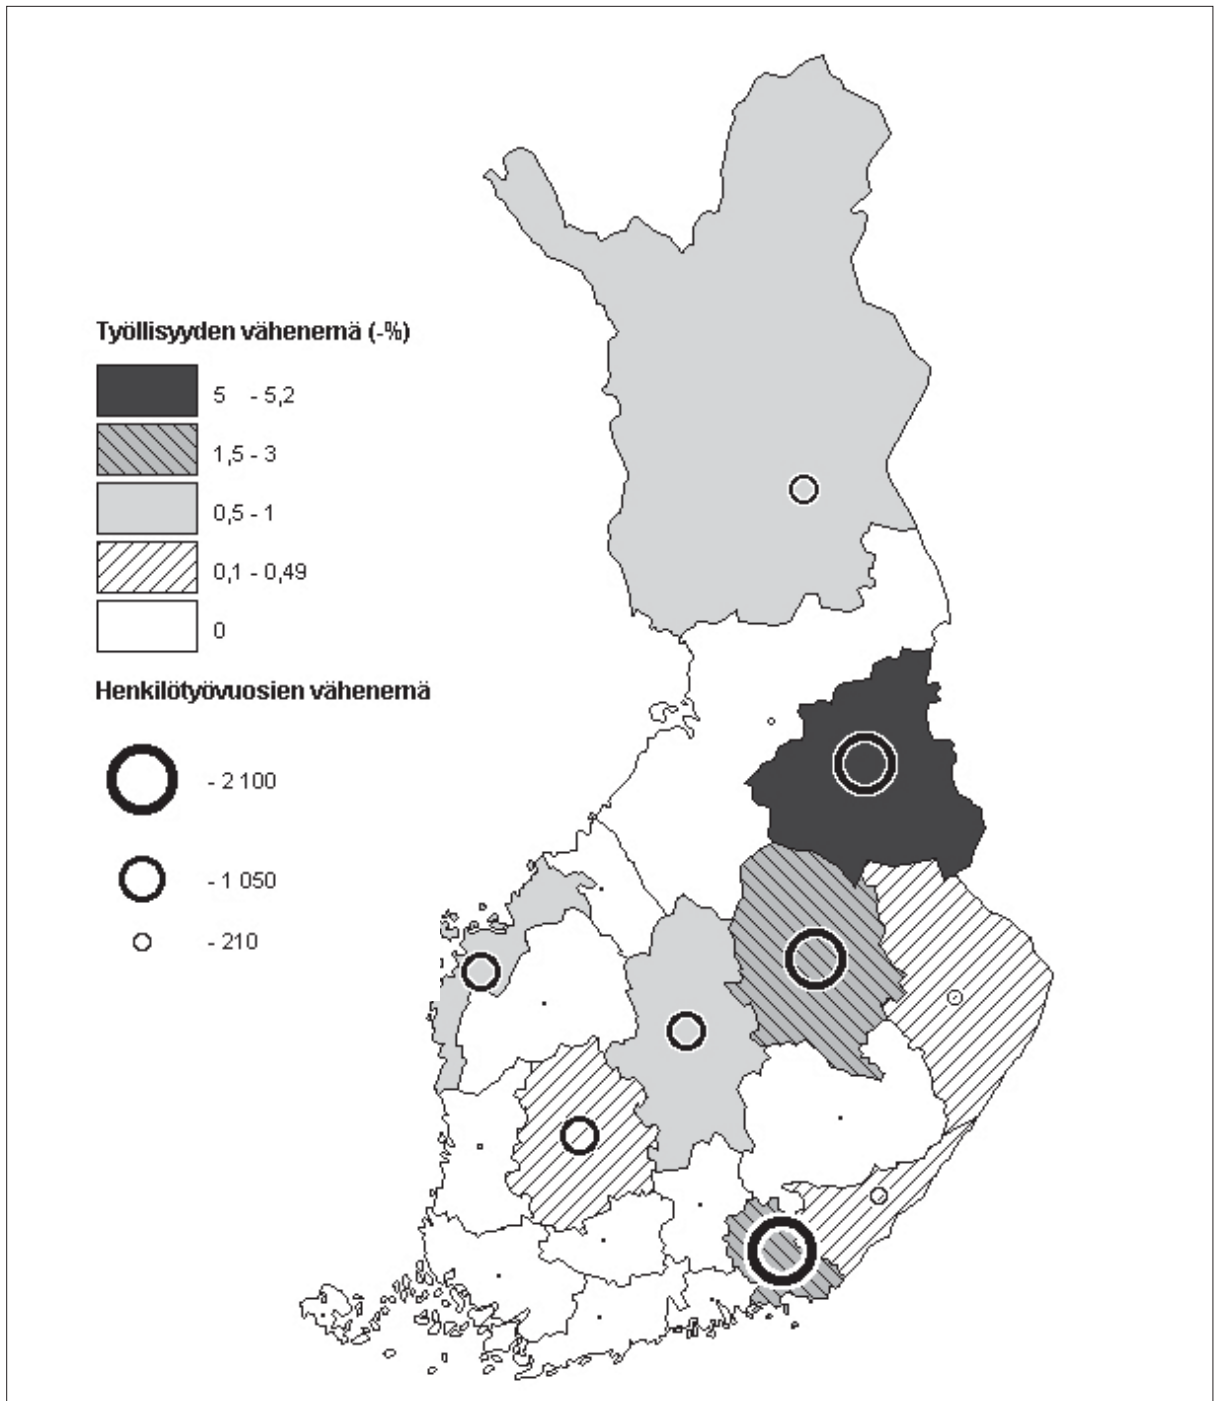 Työllisyyden vähenemä (-%)
5 - 5,2
1,5 - 3
0,5 - 1
0,1 - 0,49
0
Henkilötyövuosien vähenemä
- 2 100
- 1 050
- 210